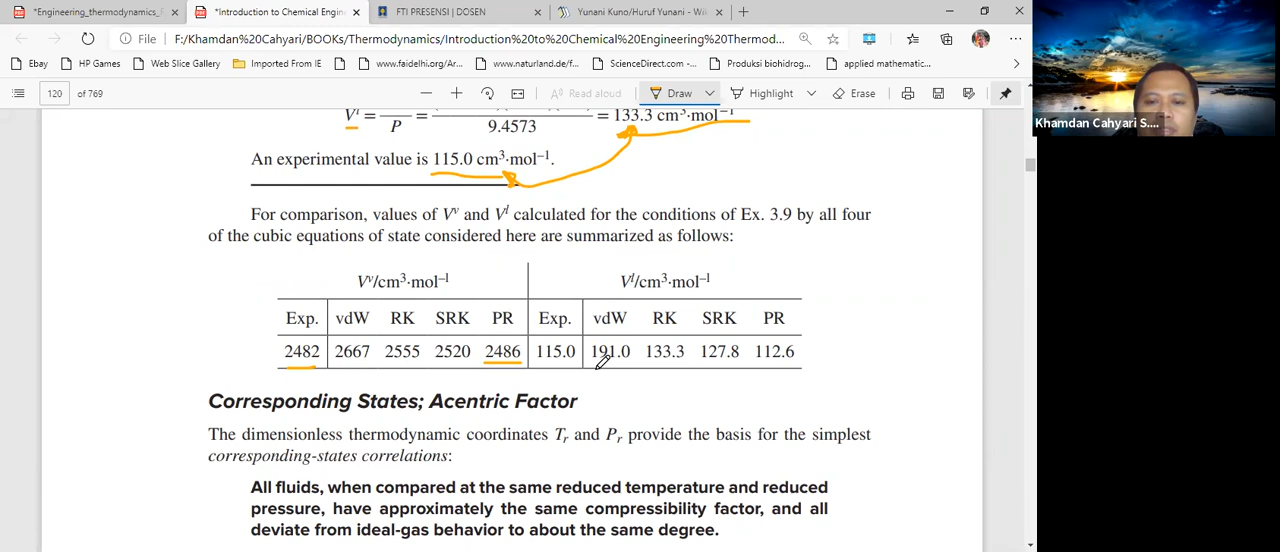 *Engineering_thermodynamics_
*Introduction to Chemical Engin
FTI PRESENSI | DOSEN
Yunani Kuno/Huruf Yunani - Wi
File
F:/Khamdan%20Cahyari/BOOKs/Thermodynamics/Introduction%20to%20Chemical%20Engineering%20Thermod...
Ebay
HP Games
Web Slice Gallery
Imported From IE
www.faidelhi.org/Ar...
www.naturland.de/f...
ScienceDirect.com -...
Produksi biohidrog...
applied mathematic...
120 of 769
Read aloud
Draw
Highlight
Erase
Khamdan Cahyari S....
Vˡ = P = 9.4573 = 133.3 cm³·mol⁻¹
An experimental value is 115.0 cm³·mol⁻¹.
For comparison, values of Vᵛ and Vˡ calculated for the conditions of Ex. 3.9 by all four
of the cubic equations of state considered here are summarized as follows:
Vᵛ/cm³·mol⁻¹ Vˡ/cm³·mol⁻¹
Exp. vdW RK SRK PR Exp. vdW RK SRK PR
2482 2667 2555 2520 2486 115.0 191.0 133.3 127.8 112.6
Corresponding States; Acentric Factor
The dimensionless thermodynamic coordinates Tᵣ and Pᵣ provide the basis for the simplest
corresponding-states correlations:
All fluids, when compared at the same reduced temperature and reduced
pressure, have approximately the same compressibility factor, and all
deviate from ideal-gas behavior to about the same degree.